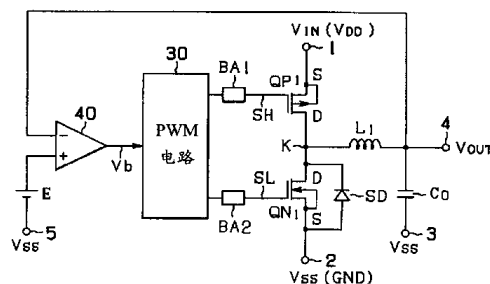 VIN (VDD)
1
30
BA1
QP1
S
D
SH
40
−
+
Vb
PWM
电路
K
L1
4
VOUT
SL
D
S
QN1
SD
C0
BA2
E
5
VSS
3
VSS
2
VSS (GND)